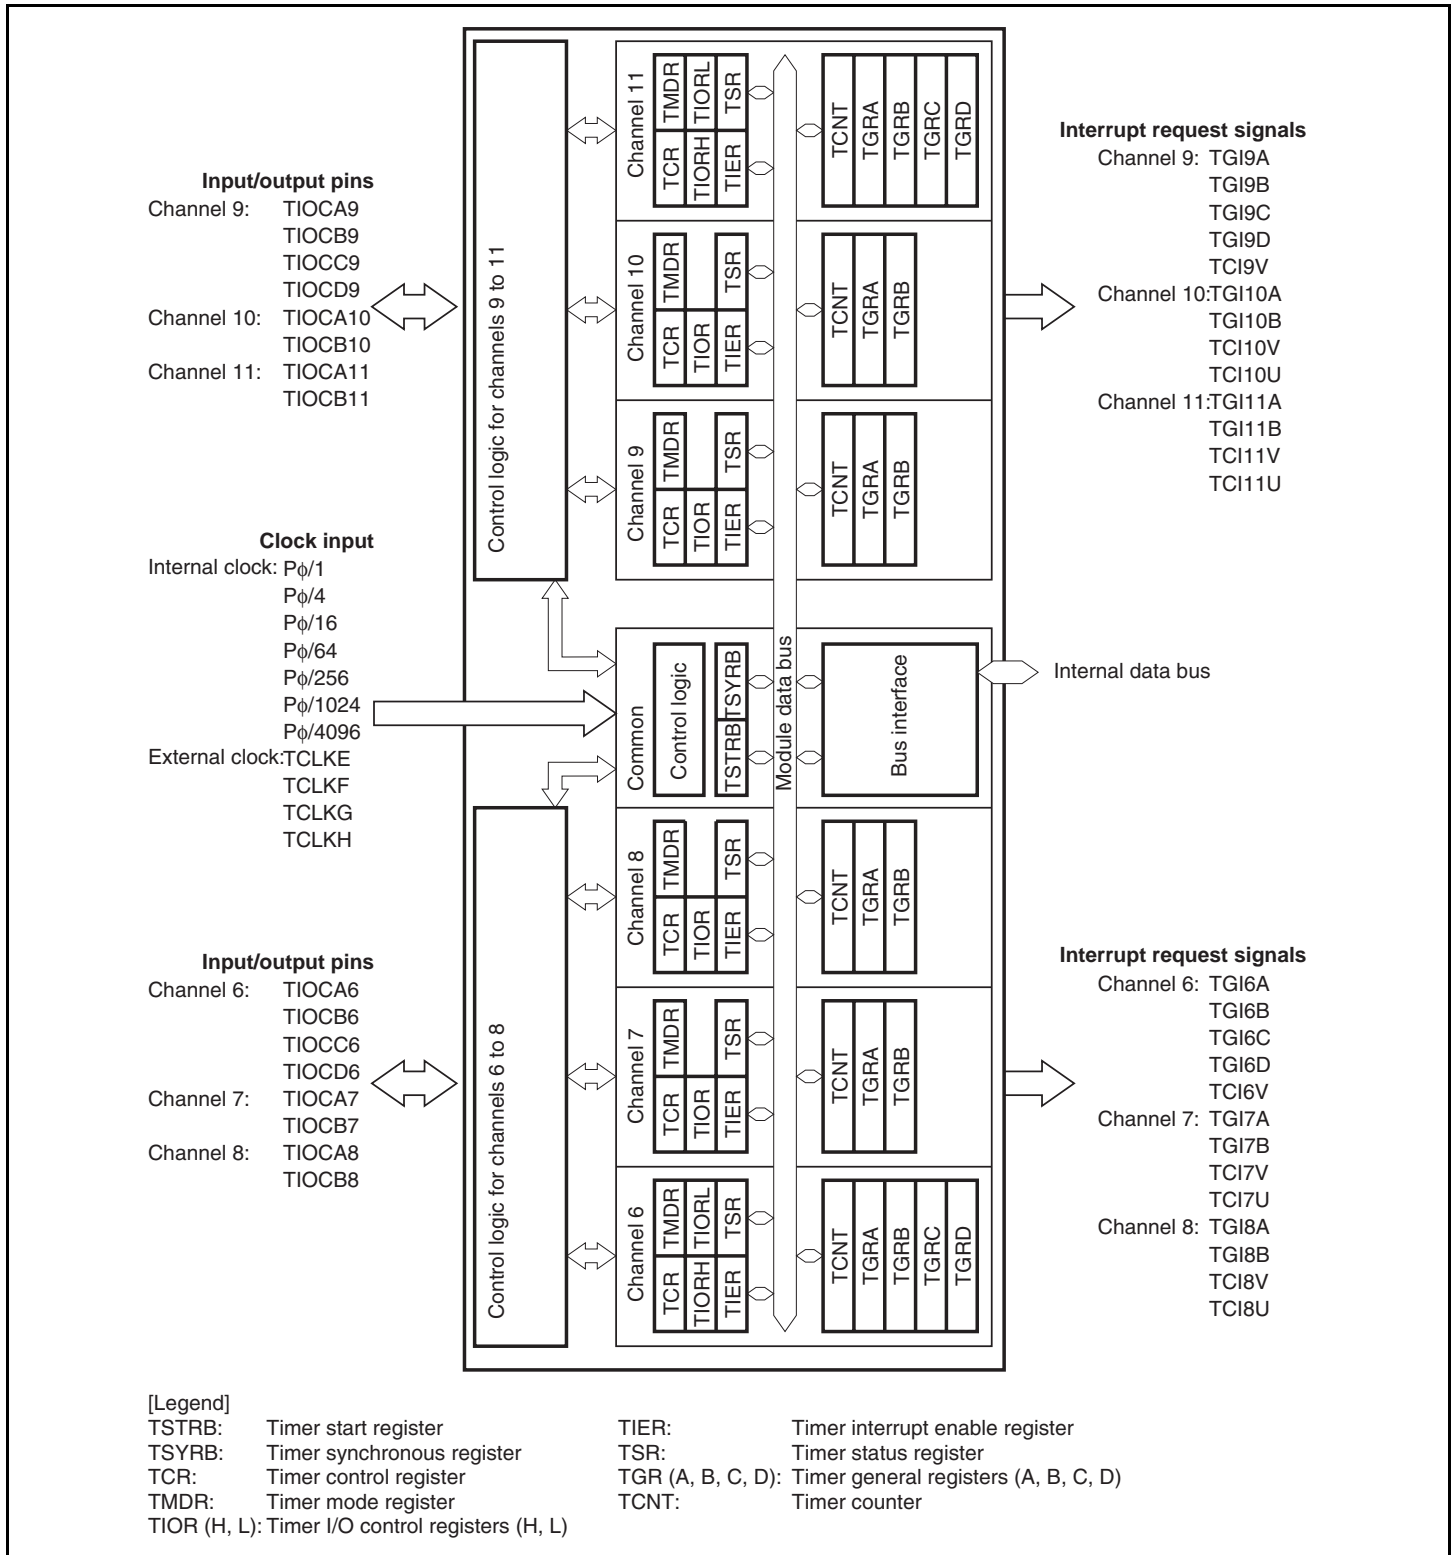 Input/output pins
Channel 9: TIOCA9
TIOCB9
TIOCC9
TIOCD9
Channel 10: TIOCA10
TIOCB10
Channel 11: TIOCA11
TIOCB11
Clock input
Internal clock: Pϕ/1
Pϕ/4
Pϕ/16
Pϕ/64
Pϕ/256
Pϕ/1024
Pϕ/4096
External clock:TCLKE
TCLKF
TCLKG
TCLKH
Input/output pins
Channel 6: TIOCA6
TIOCB6
TIOCC6
TIOCD6
Channel 7: TIOCA7
TIOCB7
Channel 8: TIOCA8
TIOCB8
Control logic for channels 9 to 11
Control logic for channels 6 to 8
Channel 11
TCR TMDR
TIORH TIORL
TIER TSR
TCNT
TGRA
TGRB
TGRC
TGRD
Channel 10
TCR TMDR
TIOR
TIER TSR
TCNT
TGRA
TGRB
Channel 9
TCR TMDR
TIOR
TIER TSR
TCNT
TGRA
TGRB
Common
Control logic
TSTRB TSYRB
Module data bus
Bus interface
Internal data bus
Channel 8
TCR TMDR
TIOR
TIER TSR
TCNT
TGRA
TGRB
Channel 7
TCR TMDR
TIOR
TIER TSR
TCNT
TGRA
TGRB
Channel 6
TCR TMDR
TIORH TIORL
TIER TSR
TCNT
TGRA
TGRB
TGRC
TGRD
Interrupt request signals
Channel 9: TGI9A
TGI9B
TGI9C
TGI9D
TCI9V
Channel 10:TGI10A
TGI10B
TCI10V
TCI10U
Channel 11:TGI11A
TGI11B
TCI11V
TCI11U
Interrupt request signals
Channel 6: TGI6A
TGI6B
TGI6C
TGI6D
TCI6V
Channel 7: TGI7A
TGI7B
TCI7V
TCI7U
Channel 8: TGI8A
TGI8B
TCI8V
TCI8U
[Legend]
TSTRB: Timer start register
TSYRB: Timer synchronous register
TCR: Timer control register
TMDR: Timer mode register
TIOR (H, L): Timer I/O control registers (H, L)
TIER: Timer interrupt enable register
TSR: Timer status register
TGR (A, B, C, D): Timer general registers (A, B, C, D)
TCNT: Timer counter